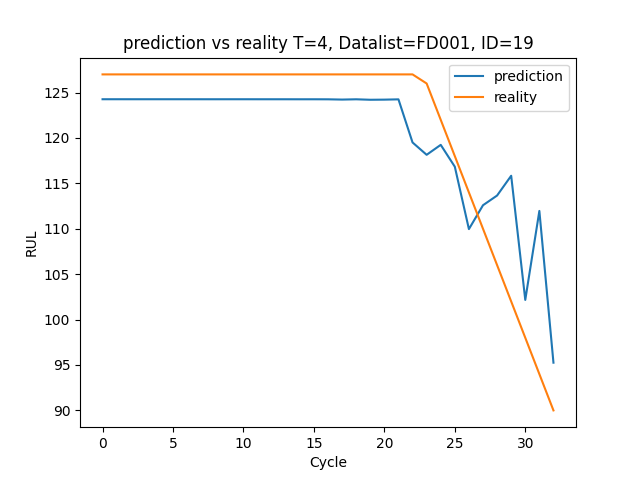 prediction vs reality T=4, Datalist=FD001, ID=19
prediction
reality
RUL
125
120
115
110
105
100
95
90
0 5 10 15 20 25 30
Cycle